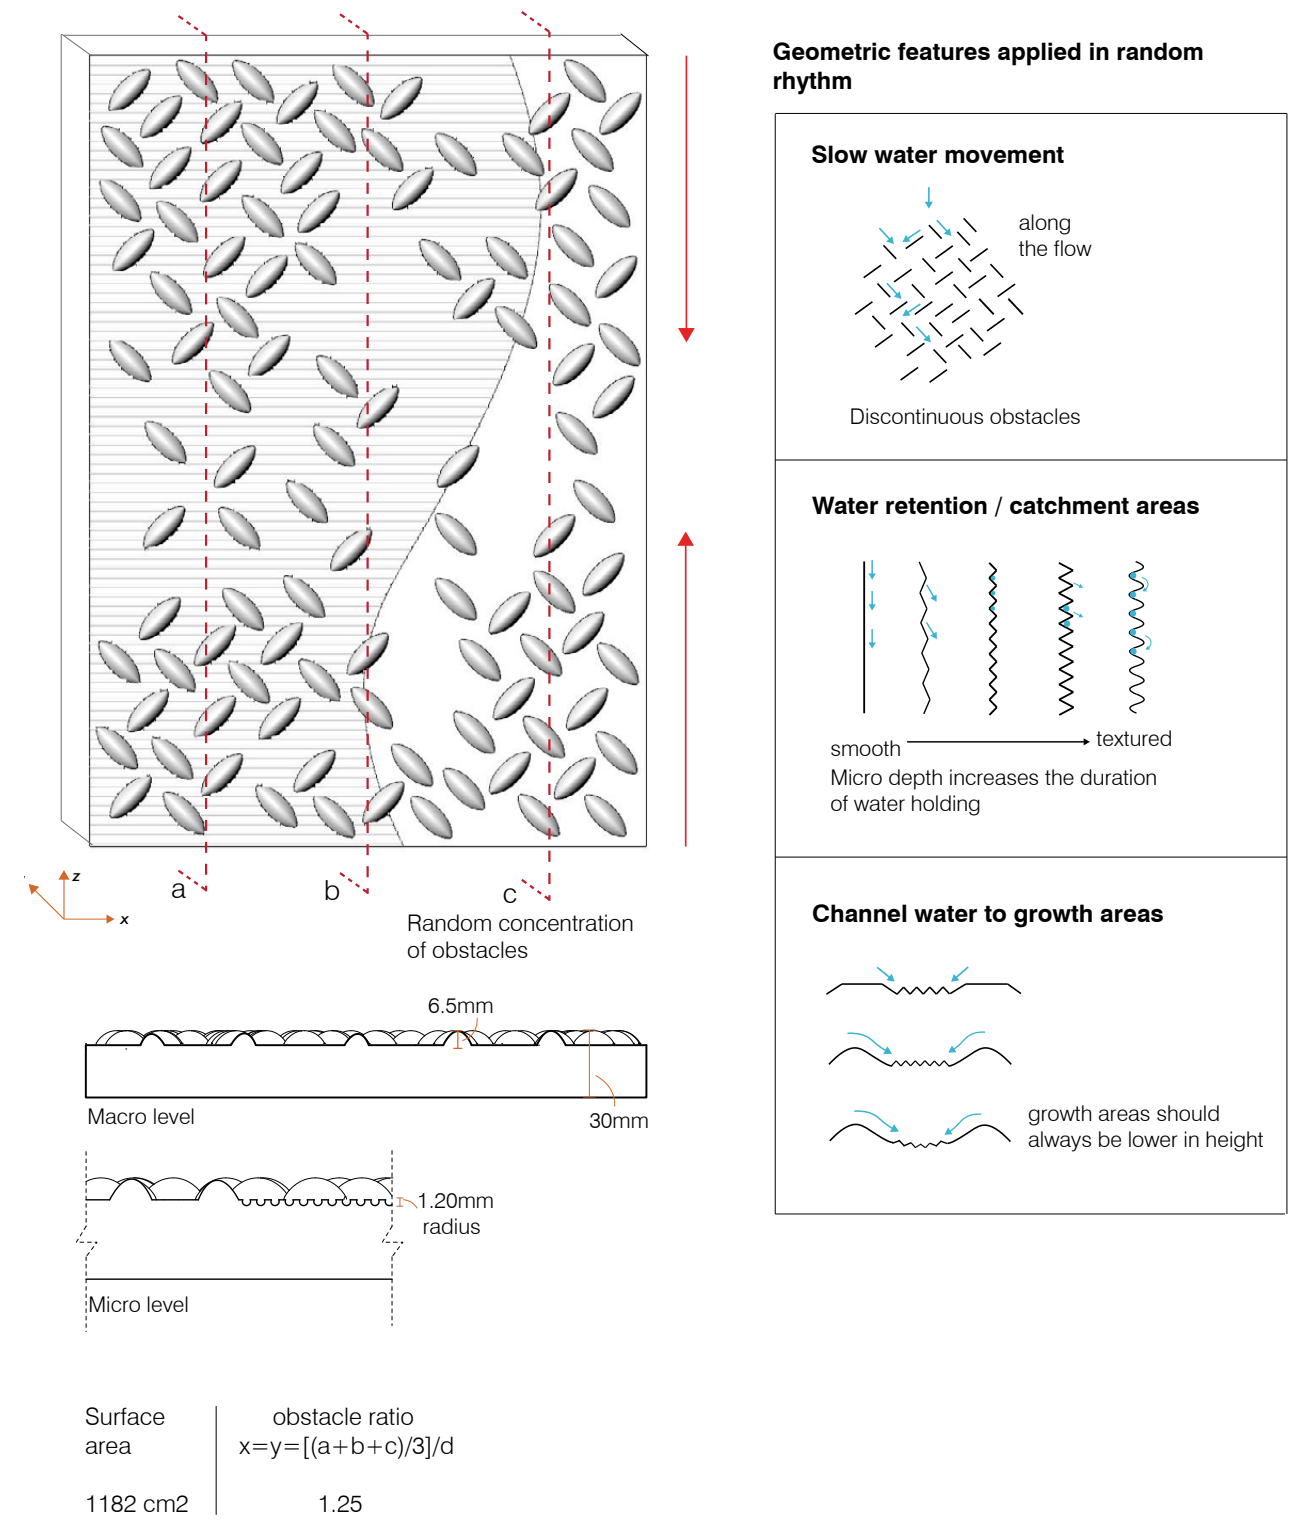 Geometric features applied in random
rhythm
Slow water movement
along
the flow
Discontinuous obstacles
Water retention / catchment areas
smooth
textured
Micro depth increases the duration
of water holding
Channel water to growth areas
growth areas should
always be lower in height
z
x
a
b
c
Random concentration
of obstacles
6.5mm
30mm
Macro level
1.20mm
radius
Micro level
Surface
area
obstacle ratio
x=y=[(a+b+c)/3]/d
1182 cm2
1.25